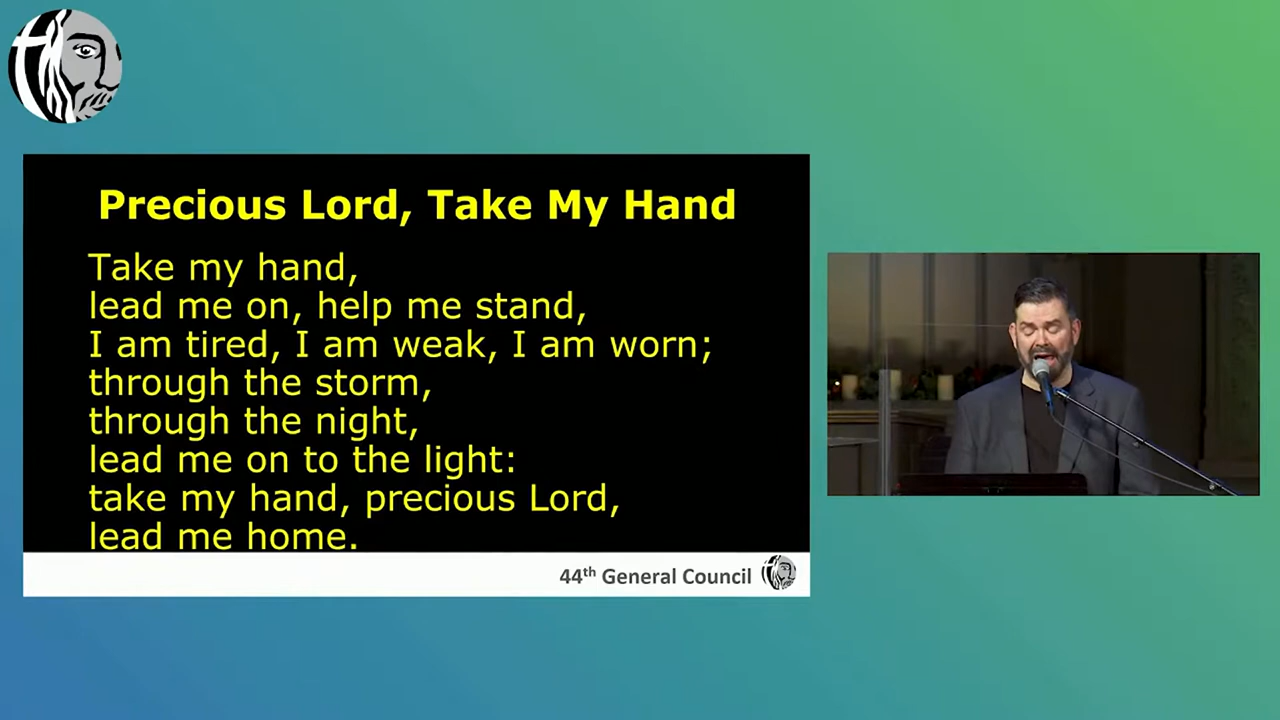 Precious Lord, Take My Hand
Take my hand,
lead me on, help me stand,
I am tired, I am weak, I am worn;
through the storm,
through the night,
lead me on to the light:
take my hand, precious Lord,
lead me home.
44th General Council